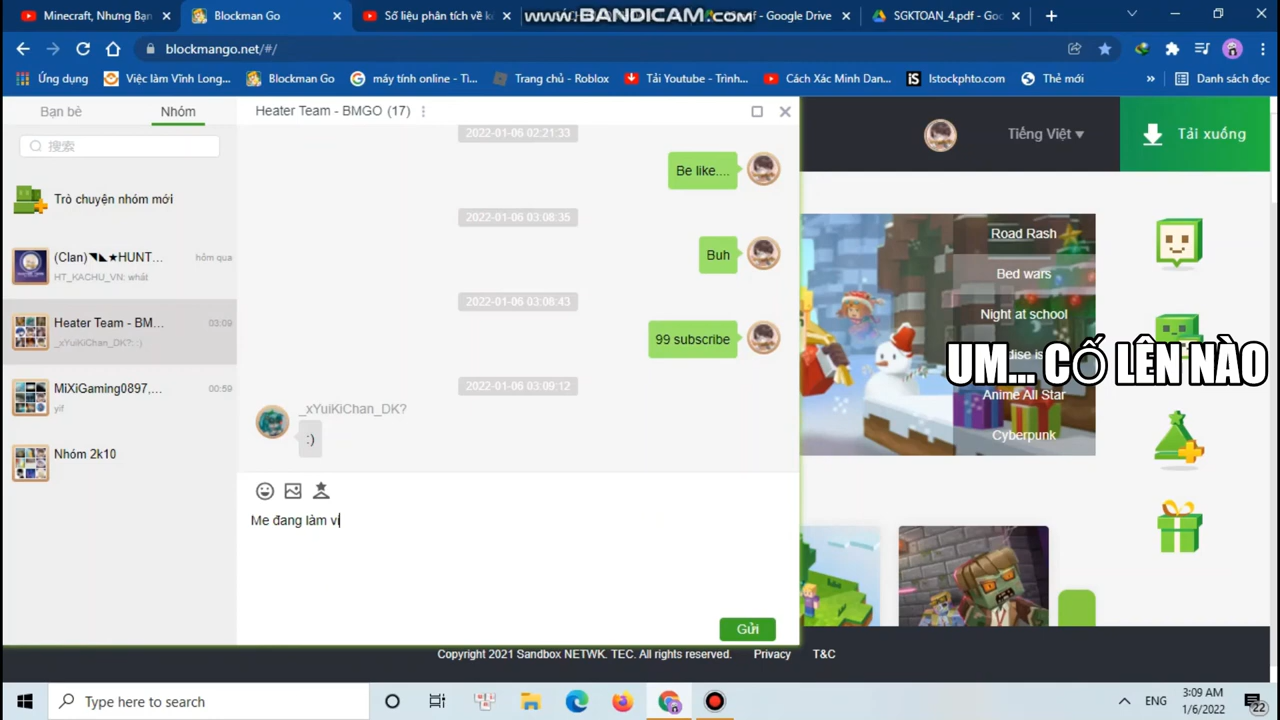 Minecraft, Nhưng Bạn
Blockman Go
Số liệu phân tích về k
www.BANDICAM.com
f - Google Drive
SGKTOAN_4.pdf - Goo
blockmango.net/#/
Ứng dụng
Việc làm Vĩnh Long...
Blockman Go
máy tính online - Tì...
Trang chủ - Roblox
Tải Youtube - Trình...
Cách Xác Minh Dan...
iS
Istockphto.com
Thẻ mới
»
Danh sách đọc
Bạn bè
Nhóm
搜索
Trò chuyện nhóm mới
(Clan)◥◣★HUNT...
hôm qua
HT_KACHU_VN: whát
Heater Team - BM...
03:09
_xYuiKiChan_DK?: :)
MiXiGaming0897,...
00:59
yif
Nhóm 2k10
Heater Team - BMGO (17)
2022-01-06 02:21:33
Be like....
2022-01-06 03:08:35
Buh
2022-01-06 03:08:43
99 subscribe
2022-01-06 03:09:12
_xYuiKiChan_DK?
:)
Me đang làm vi
Gửi
Tiếng Việt
Tải xuống
Road Rash
Bed wars
Night at school
dise is
Anime All Star
Cyberpunk
UM... CỐ LÊN NÀO
Copyright 2021 Sandbox NETWK. TEC. All rights reserved.
Privacy
T&C
Type here to search
ENG
3:09 AM
1/6/2022
22